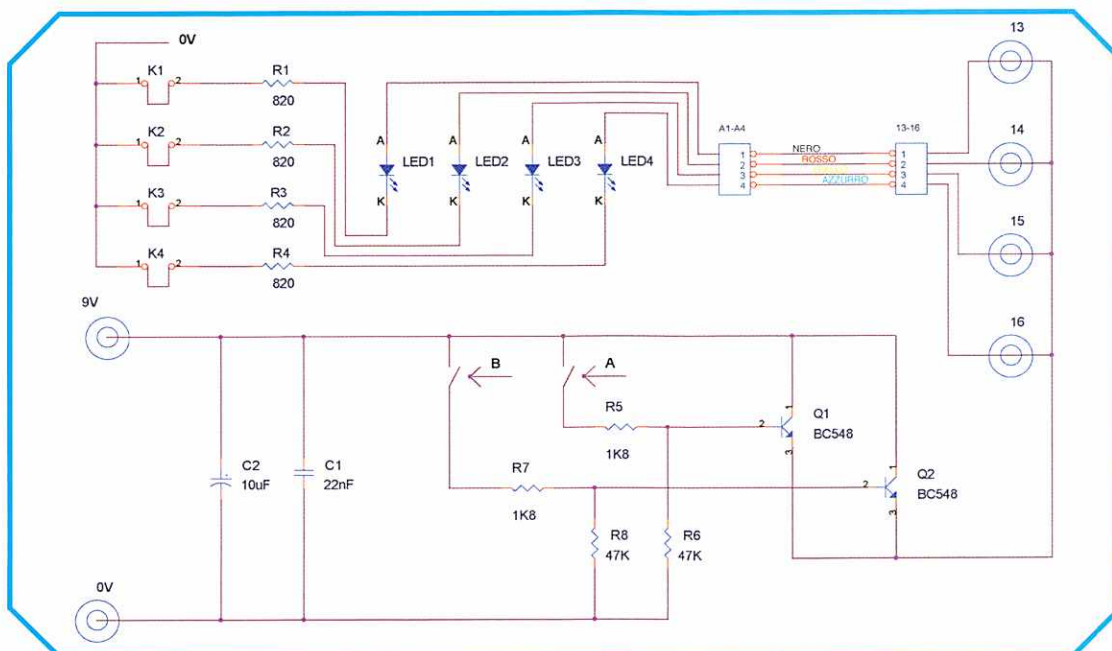 0V
13
K1
R1
1
2
820
A1-A4
13-16
K2
R2
A
A
A
A
14
1
2
820
LED1
LED2
LED3
LED4
1
NERO
1
2
ROSSO
2
3
3
4
AZZURRO
4
K3
R3
K
K
K
K
1
2
820
15
K4
R4
1
2
820
9V
16
B
A
R5
1
Q1
2
BC548
1K8
3
C2
C1
R7
1
Q2
10uF
22nF
2
BC548
1K8
3
R8
R6
47K
47K
0V